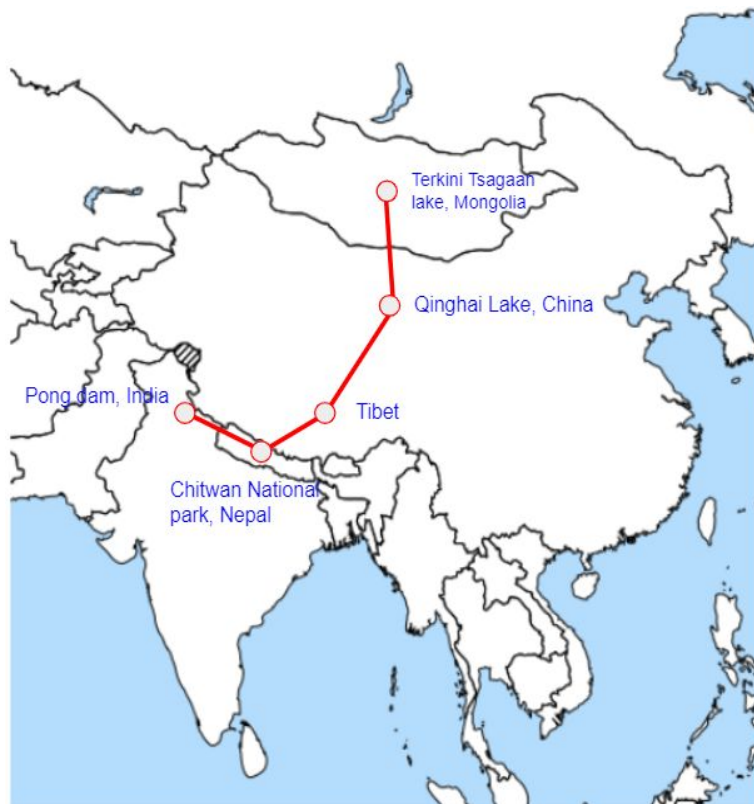 Terkini Tsagaan
lake, Mongolia
Qinghai Lake, China
Pong dam, India
Tibet
Chitwan National
park, Nepal